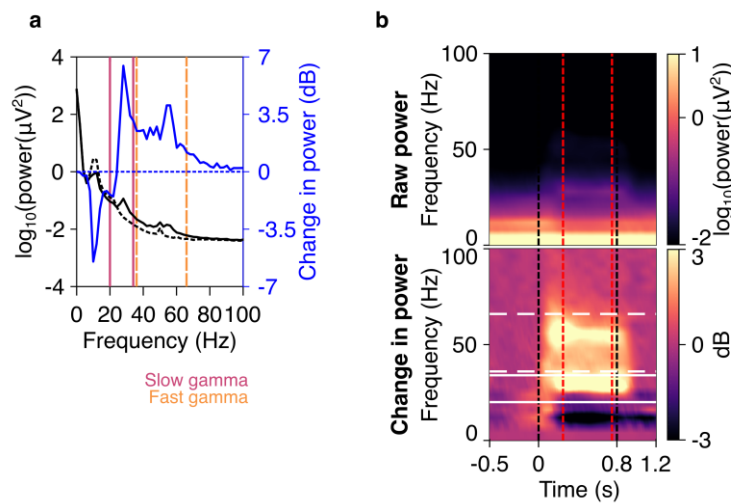 a
4
2
0
-2
-4
log10(power(µV²))
7
3.5
0
-3.5
-7
Change in power (dB)
0 20 40 60 80 100
Frequency (Hz)
Slow gamma
Fast gamma
b
Raw power
Frequency (Hz)
100
50
0
1
0
-2
log10(power(µV²))
Change in power
Frequency (Hz)
100
50
0
3
-3
dB
-0.5 0 0.8 1.2
Time (s)